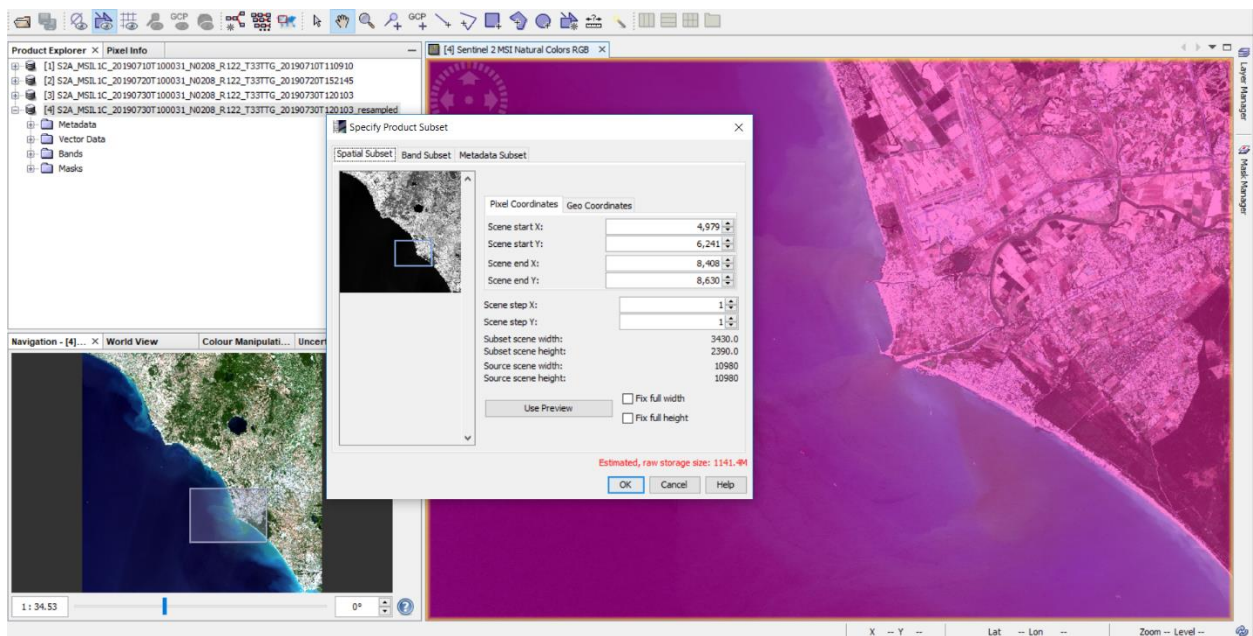 GCP
GCP
Product Explorer × Pixel Info
[4] Sentinel 2 MSI Natural Colors RGB ×
[1] S2A_MSIL1C_20190710T100031_N0208_R122_T33TTG_20190710T110910
[2] S2A_MSIL1C_20190720T100031_N0208_R122_T33TTG_20190720T152145
[3] S2A_MSIL1C_20190730T100031_N0208_R122_T33TTG_20190730T120103
[4] S2A_MSIL1C_20190730T100031_N0208_R122_T33TTG_20190730T120103_resampled
Metadata
Vector Data
Bands
Masks
Layer Manager
Mask Manager
Specify Product Subset
Spatial Subset Band Subset Metadata Subset
Pixel Coordinates Geo Coordinates
Scene start X: 4,979
Scene start Y: 6,241
Scene end X: 8,408
Scene end Y: 8,630
Scene step X: 1
Scene step Y: 1
Subset scene width: 3430.0
Subset scene height: 2390.0
Source scene width: 10980
Source scene height: 10980
Use Preview
Fix full width
Fix full height
Estimated, raw storage size: 1141.4M
OK Cancel Help
Navigation - [4]... × World View Colour Manipulati... Uncert
1 : 34.53
0°
X -- Y -- Lat -- Lon -- Zoom -- Level --